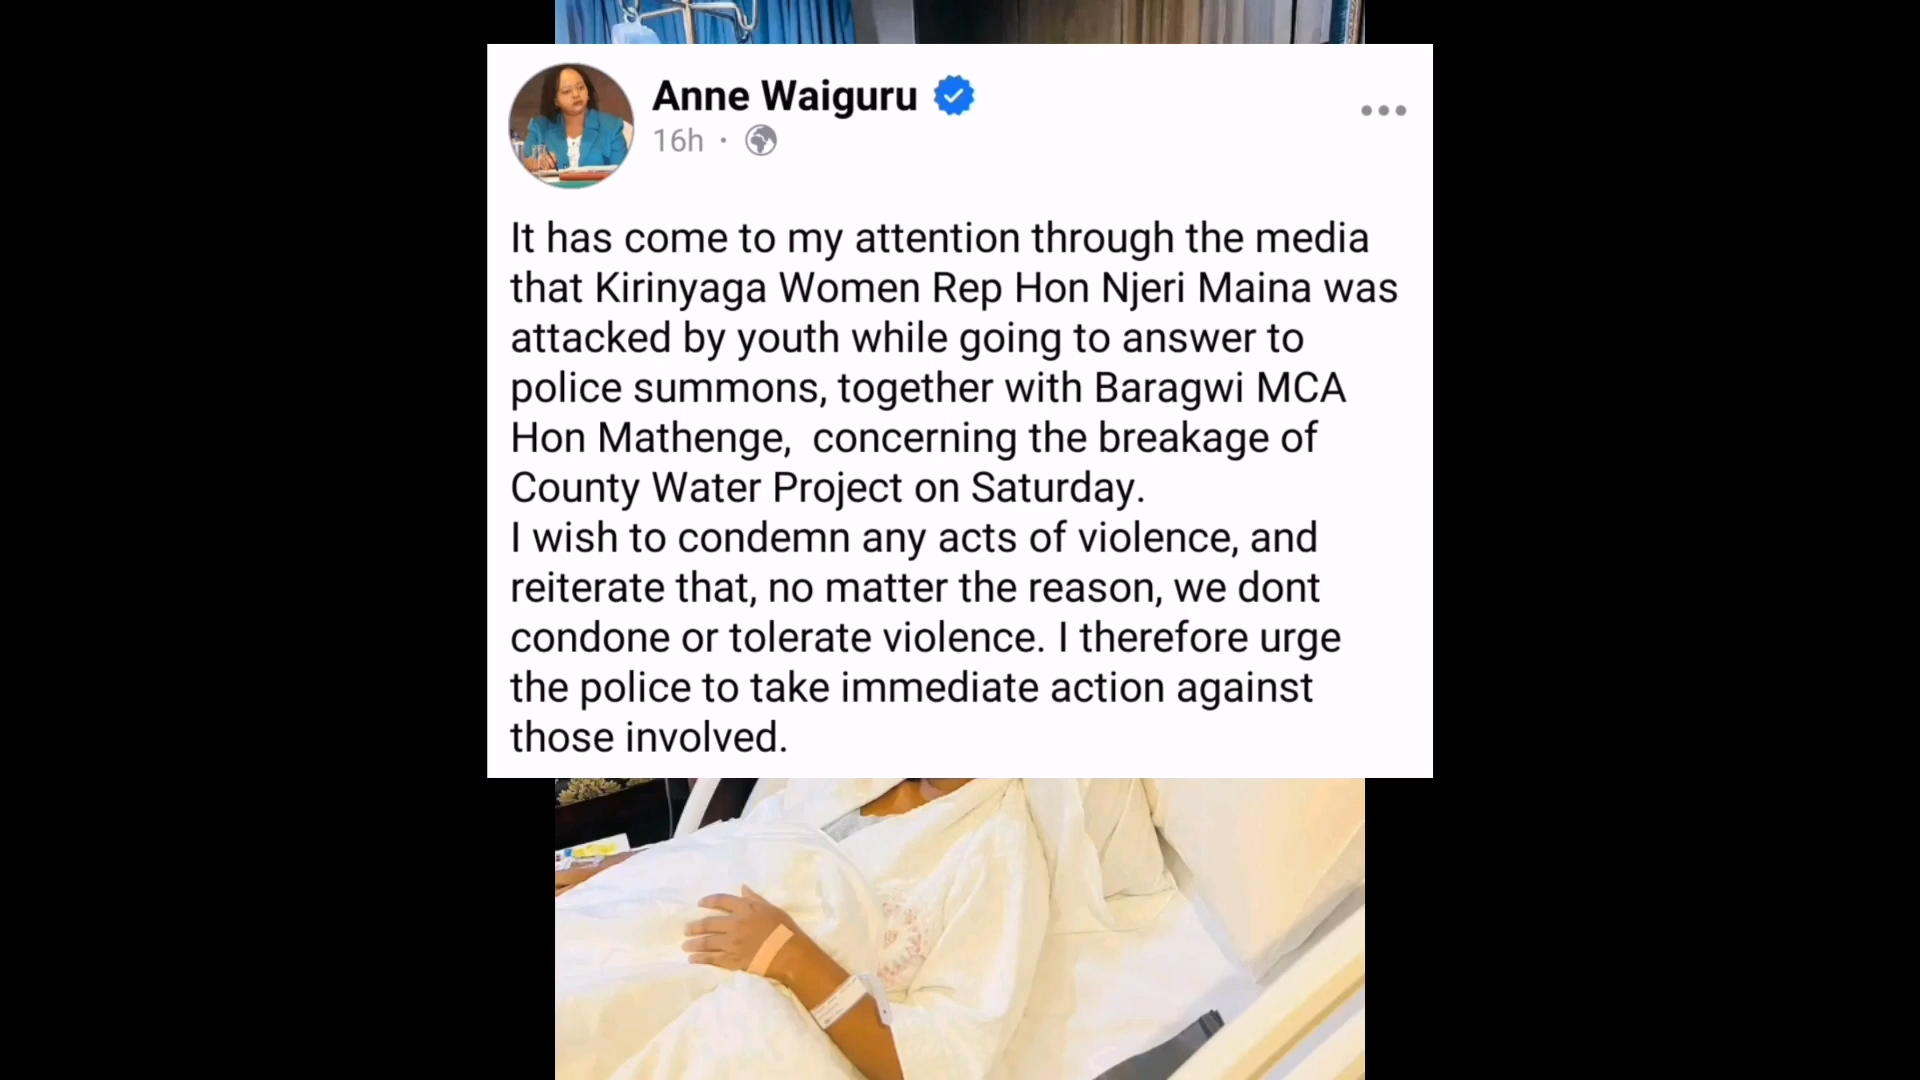 Anne Waiguru
16h ·
It has come to my attention through the media
that Kirinyaga Women Rep Hon Njeri Maina was
attacked by youth while going to answer to
police summons, together with Baragwi MCA
Hon Mathenge,  concerning the breakage of
County Water Project on Saturday.
I wish to condemn any acts of violence, and
reiterate that, no matter the reason, we dont
condone or tolerate violence. I therefore urge
the police to take immediate action against
those involved.